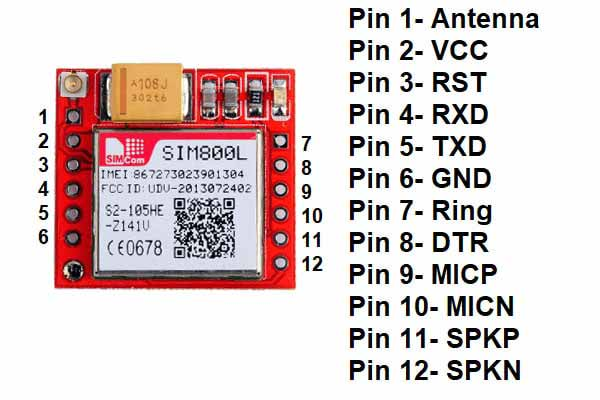 Pin 1- Antenna
Pin 2- VCC
Pin 3- RST
Pin 4- RXD
Pin 5- TXD
Pin 6- GND
Pin 7- Ring
Pin 8- DTR
Pin 9- MICP
Pin 10- MICN
Pin 11- SPKP
Pin 12- SPKN
108J
302t6
1
2
3
4
5
6
7
8
9
10
11
12
SIMCom
SIM800L
IMEI:867273023901304
FCC ID: UDV-2013072402
S2-105HE
-Z141V
CE0678